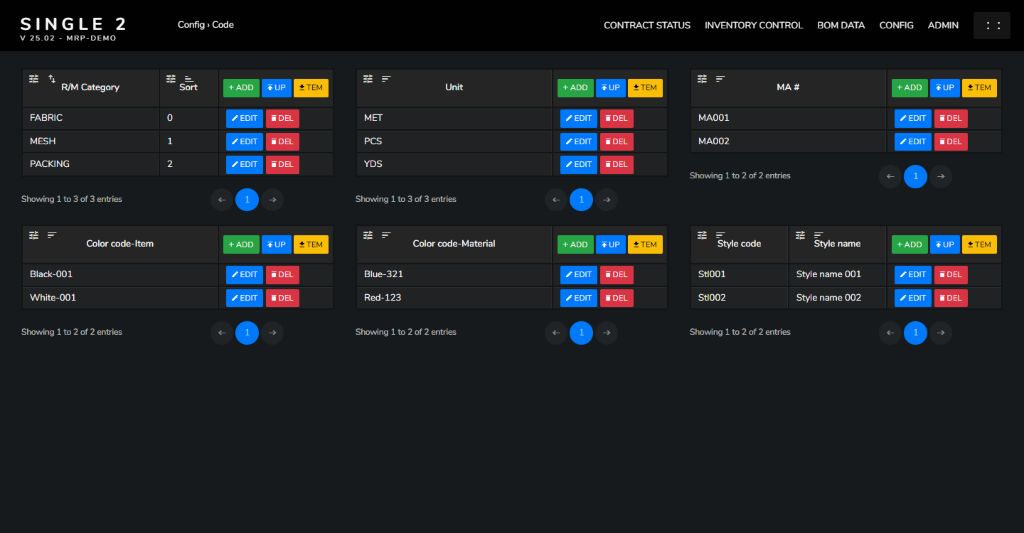 SINGLE 2
V 25.02 - MRP-DEMO
Config › Code
CONTRACT STATUS INVENTORY CONTROL BOM DATA CONFIG ADMIN
R/M Category Sort + ADD UP TEM
FABRIC 0 EDIT DEL
MESH 1 EDIT DEL
PACKING 2 EDIT DEL
Showing 1 to 3 of 3 entries
← 1 →
Unit + ADD UP TEM
MET EDIT DEL
PCS EDIT DEL
YDS EDIT DEL
Showing 1 to 3 of 3 entries
← 1 →
MA # + ADD UP TEM
MA001 EDIT DEL
MA002 EDIT DEL
Showing 1 to 2 of 2 entries
← 1 →
Color code-Item + ADD UP TEM
Black-001 EDIT DEL
White-001 EDIT DEL
Showing 1 to 2 of 2 entries
← 1 →
Color code-Material + ADD UP TEM
Blue-321 EDIT DEL
Red-123 EDIT DEL
Showing 1 to 2 of 2 entries
← 1 →
Style code Style name + ADD UP TEM
Stl001 Style name 001 EDIT DEL
Stl002 Style name 002 EDIT DEL
Showing 1 to 2 of 2 entries
← 1 →